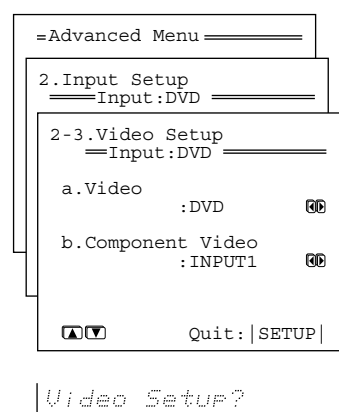 =Advanced Menu
2.Input Setup
Input:DVD
2-3.Video Setup
Input:DVD
a.Video
:DVD
b.Component Video
:INPUT1
Quit:|SETUP|
Video Setup?